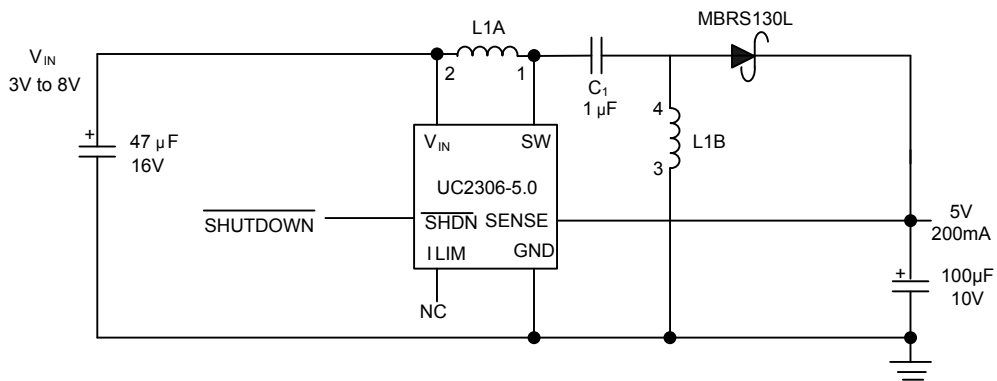 MBRS130L
L1A
V_IN
3V to 8V
2
1
C₁
1 µF
4
+
47 µF
16V
V_IN
SW
L1B
3
UC2306-5.0
SHUTDOWN
SHDN
SENSE
5V
200mA
I LIM
GND
+
100µF
10V
NC